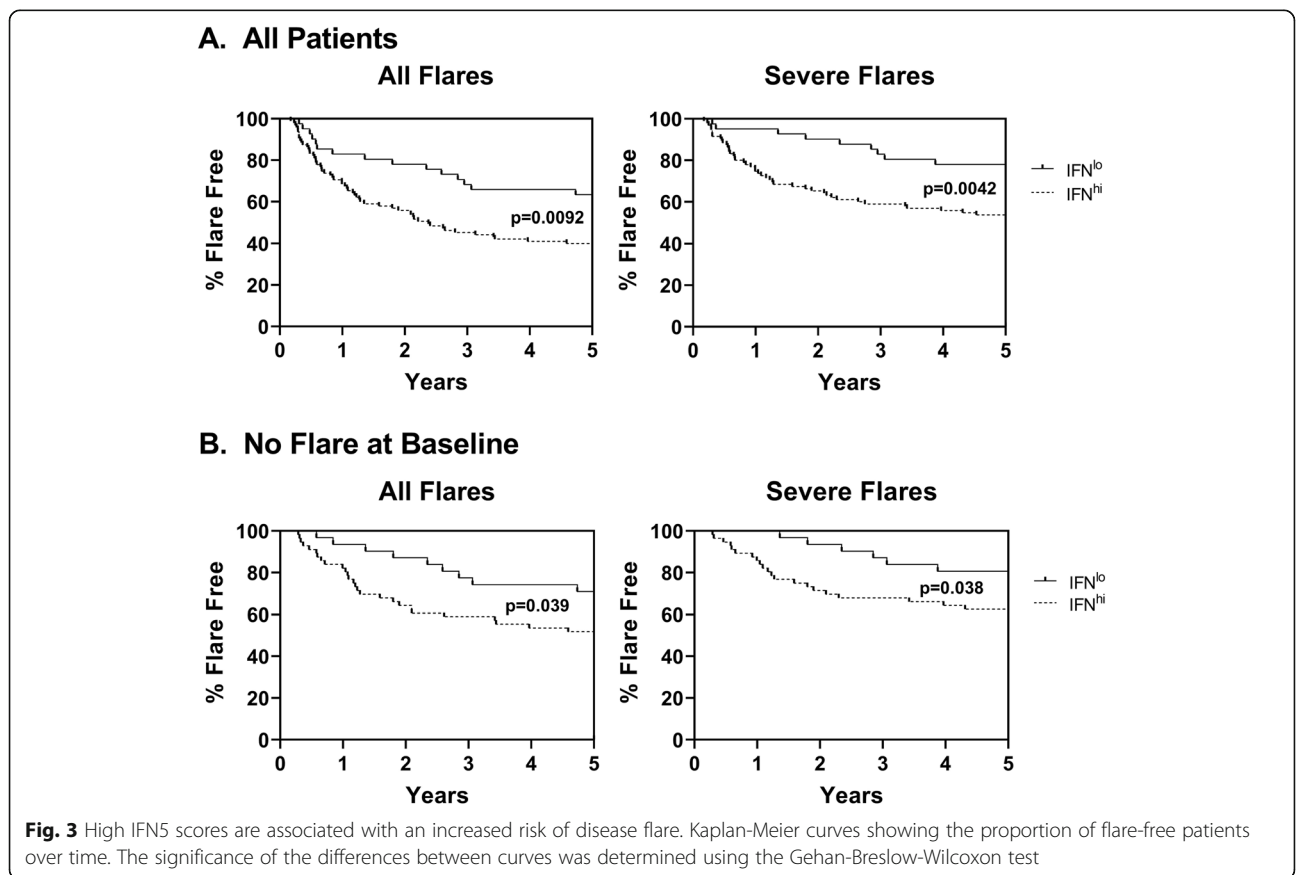 A. All Patients
All Flares
Severe Flares
% Flare Free
100
80
60
40
20
0
p=0.0092
0 1 2 3 4 5
Years
% Flare Free
100
80
60
40
20
0
p=0.0042
0 1 2 3 4 5
Years
IFNlo
IFNhi
B. No Flare at Baseline
All Flares
Severe Flares
% Flare Free
100
80
60
40
20
0
p=0.039
0 1 2 3 4 5
Years
% Flare Free
100
80
60
40
20
0
p=0.038
0 1 2 3 4 5
Years
IFNlo
IFNhi
Fig. 3 High IFN5 scores are associated with an increased risk of disease flare. Kaplan-Meier curves showing the proportion of flare-free patients
over time. The significance of the differences between curves was determined using the Gehan-Breslow-Wilcoxon test